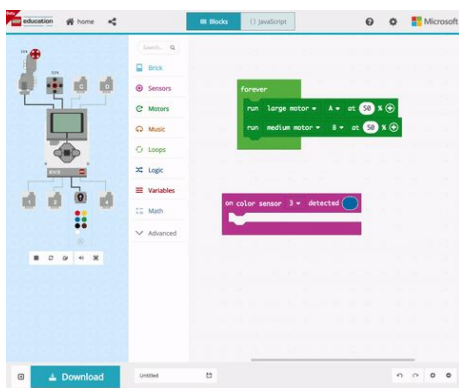 education
home
Blocks
{} JavaScript
Microsoft
Search...
Brick
Sensors
Motors
Music
Loops
Logic
Variables
Math
Advanced
C D
forever
run large motor A at 50 %
run medium motor B at 50 %
on color sensor 3 detected
Download
Untitled